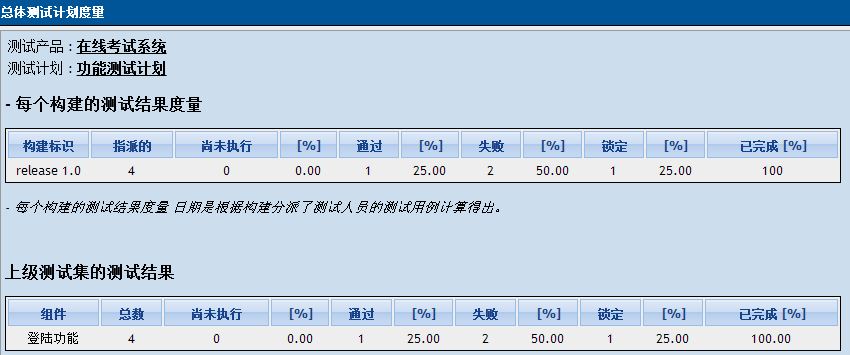 总体测试计划度量
测试产品：在线考试系统
测试计划：功能测试计划
- 每个构建的测试结果度量
构建标识 指派的 尚未执行 [%] 通过 [%] 失败 [%] 锁定 [%] 已完成 [%]
release 1.0 4 0 0.00 1 25.00 2 50.00 1 25.00 100
- 每个构建的测试结果度量 日期是根据构建分派了测试人员的测试用例计算得出。
上级测试集的测试结果
组件 总数 尚未执行 [%] 通过 [%] 失败 [%] 锁定 [%] 已完成 [%]
登陆功能 4 0 0.00 1 25.00 2 50.00 1 25.00 100.00